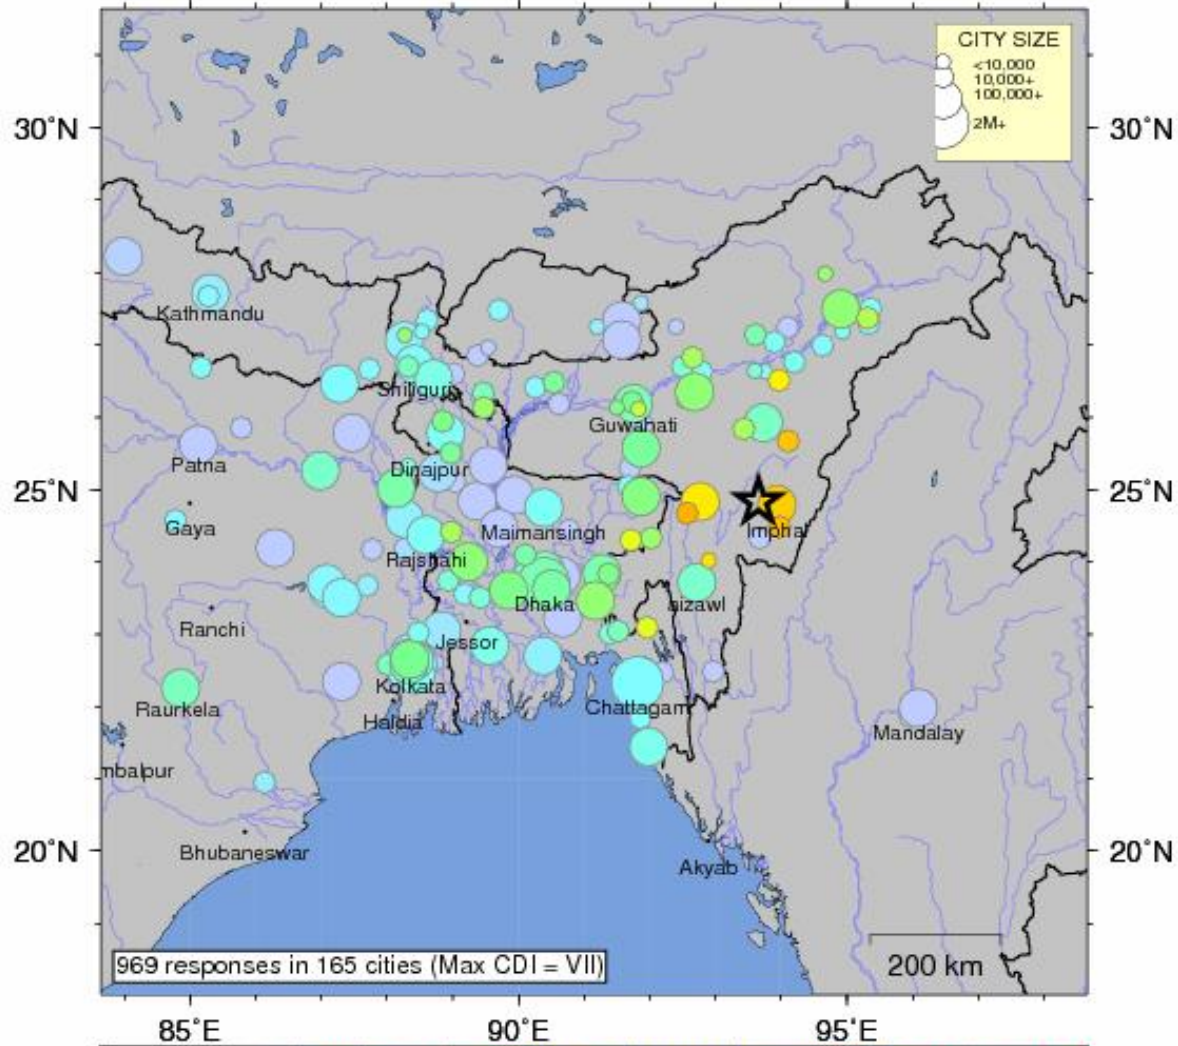 CITY SIZE
<10,000
10,000+
100,000+
2M+
30°N
30°N
Kathmandu
Shiliguri
Guwahati
Patna
Dinajpur
25°N
25°N
Gaya
Maimansingh
Imphal
Rajshahi
Dhaka
aizawl
Ranchi
Jessor
Kolkata
Raurkela
Haldia
Chattagam
Mandalay
mbalpur
20°N
20°N
Bhubaneswar
Akyab
969 responses in 165 cities (Max CDI = VII)
200 km
85°E
90°E
95°E